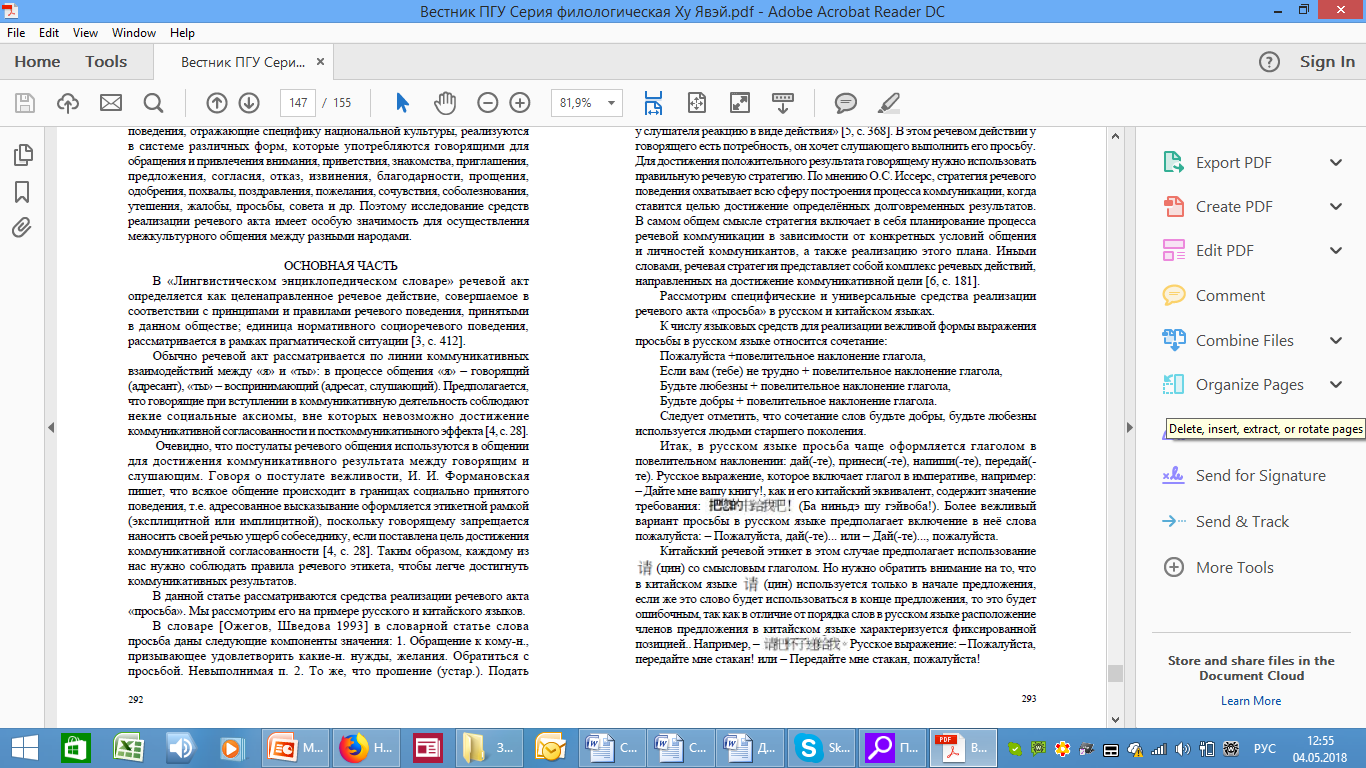 Вестник ПГУ Серия филологическая Ху Явэй.pdf - Adobe Acrobat Reader DC
File Edit View Window Help
Home Tools Вестник ПГУ Сери... × Sign In
147 / 155 81,9%
поведения, отражающие специфику национальной культуры, реализуются
в системе различных форм, которые употребляются говорящими для
обращения и привлечения внимания, приветствия, знакомства, приглашения,
предложения, согласия, отказ, извинения, благодарности, прощения,
одобрения, похвалы, поздравления, пожелания, сочувствия, соболезнования,
утешения, жалобы, просьбы, совета и др. Поэтому исследование средств
реализации речевого акта имеет особую значимость для осуществления
межкультурного общения между разными народами.
ОСНОВНАЯ ЧАСТЬ
В «Лингвистическом энциклопедическом словаре» речевой акт
определяется как целенаправленное речевое действие, совершаемое в
соответствии с принципами и правилами речевого поведения, принятыми
в данном обществе; единица нормативного социоречевого поведения,
рассматривается в рамках прагматической ситуации [3, с. 412].
Обычно речевой акт рассматривается по линии коммуникативных
взаимодействий между «я» и «ты»: в процессе общения «я» – говорящий
(адресант), «ты» – воспринимающий (адресат, слушающий). Предполагается,
что говорящие при вступлении в коммуникативную деятельность соблюдают
некие социальные аксиомы, вне которых невозможно достижение
коммуникативной согласованности и посткоммуникатиыного эффекта [4, с. 28].
Очевидно, что постулаты речевого общения используются в общении
для достижения коммуникативного результата между говорящим и
слушающим. Говоря о постулате вежливости, И. И. Формановская
пишет, что всякое общение происходит в границах социально принятого
поведения, т.е. адресованное высказывание оформляется этикетной рамкой
(эксплицитной или имплицитной), поскольку говорящему запрещается
наносить своей речью ущерб собеседнику, если поставлена цель достижения
коммуникативной согласованности [4, с. 28]. Таким образом, каждому из
нас нужно соблюдать правила речевого этикета, чтобы легче достигнуть
коммуникативных результатов.
В данной статье рассматриваются средства реализации речевого акта
«просьба». Мы рассмотрим его на примере русского и китайского языков.
В словаре [Ожегов, Шведова 1993] в словарной статье слова
просьба даны следующие компоненты значения: 1. Обращение к кому-н.,
призывающее удовлетворить какие-н. нужды, желания. Обратиться с
просьбой. Невыполнимая п. 2. То же, что прошение (устар.). Подать
292
у слушателя реакцию в виде действия» [5, с. 368]. В этом речевом действии у
говорящего есть потребность, он хочет слушающего выполнить его просьбу.
Для достижения положительного результата говорящему нужно использовать
правильную речевую стратегию. По мнению О.С. Иссерс, стратегия речевого
поведения охватывает всю сферу построения процесса коммуникации, когда
ставится целью достижение определённых долговременных результатов.
В самом общем смысле стратегия включает в себя планирование процесса
речевой коммуникации в зависимости от конкретных условий общения
и личностей коммуникантов, а также реализацию этого плана. Иными
словами, речевая стратегия представляет собой комплекс речевых действий,
направленных на достижение коммуникативной цели [6, с. 181].
Рассмотрим специфические и универсальные средства реализации
речевого акта «просьба» в русском и китайском языках.
К числу языковых средств для реализации вежливой формы выражения
просьбы в русском языке относится сочетание:
Пожалуйста +повелительное наклонение глагола,
Если вам (тебе) не трудно + повелительное наклонение глагола,
Будьте любезны + повелительное наклонение глагола,
Будьте добры + повелительное наклонение глагола.
Следует отметить, что сочетание слов будьте добры, будьте любезны
используется людьми старшего поколения.
Итак, в русском языке просьба чаще оформляется глаголом в
повелительном наклонении: дай(-те), принеси(-те), напиши(-те), передай(-
те). Русское выражение, которое включает глагол в императиве, например:
– Дайте мне вашу книгу!, как и его китайский эквивалент, содержит значение
требования: 把您的书给我吧! (Ба ниньдэ шу гэйвоба!). Более вежливый
вариант просьбы в русском языке предполагает включение в неё слова
пожалуйста: – Пожалуйста, дай(-те)... или – Дай(-те)..., пожалуйста.
Китайский речевой этикет в этом случае предполагает использование
请 (цин) со смысловым глаголом. Но нужно обратить внимание на то, что
в китайском языке 请 (цин) используется только в начале предложения,
если же это слово будет использоваться в конце предложения, то это будет
ошибочным, так как в отличие от порядка слов в русском языке расположение
членов предложения в китайском языке характеризуется фиксированной
позицией.. Например, – Русское выражение: – Пожалуйста,
передайте мне стакан! или – Передайте мне стакан, пожалуйста!
293
Export PDF
Create PDF
Edit PDF
Comment
Combine Files
Organize Pages
Delete, insert, extract, or rotate pages
Send for Signature
Send & Track
More Tools
Store and share files in the
Document Cloud
Learn More
М... Н... З... С... С... Д... Sk... П... В... РУС 12:55
04.05.2018